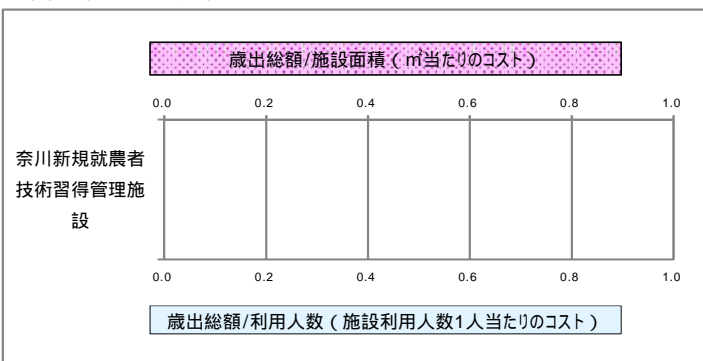 歳出総額/施設面積（㎡当たりのコスト）
0.0 0.2 0.4 0.6 0.8 1.0
奈川新規就農者
技術習得管理施
設
0.0 0.2 0.4 0.6 0.8 1.0
歳出総額/利用人数（施設利用人数1人当たりのコスト）